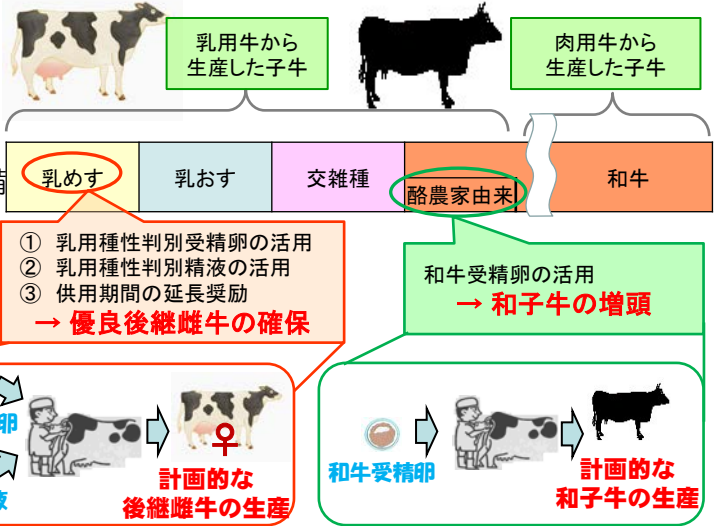 乳用牛から
生産した子牛
肉用牛から
生産した子牛
乳めす
乳おす
交雑種
酪農家由来
和牛
① 乳用種性判別受精卵の活用
② 乳用種性判別精液の活用
③ 供用期間の延長奨励
→ 優良後継雌牛の確保
和牛受精卵の活用
→ 和子牛の増頭
卵
♀
計画的な
後継雌牛の生産
和牛受精卵
計画的な
和子牛の生産